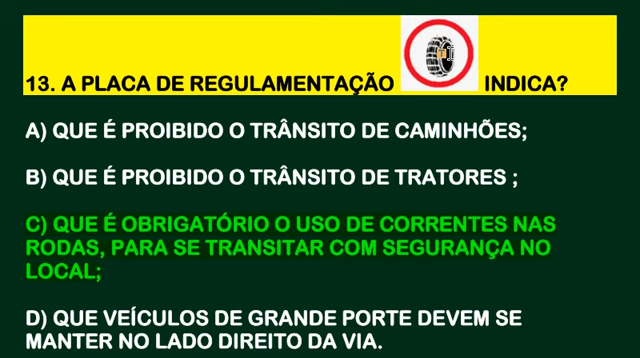 13. A PLACA DE REGULAMENTAÇÃO INDICA?
A) QUE É PROIBIDO O TRÂNSITO DE CAMINHÕES;
B) QUE É PROIBIDO O TRÂNSITO DE TRATORES ;
C) QUE É OBRIGATÓRIO O USO DE CORRENTES NAS
RODAS, PARA SE TRANSITAR COM SEGURANÇA NO
LOCAL;
D) QUE VEÍCULOS DE GRANDE PORTE DEVEM SE
MANTER NO LADO DIREITO DA VIA.